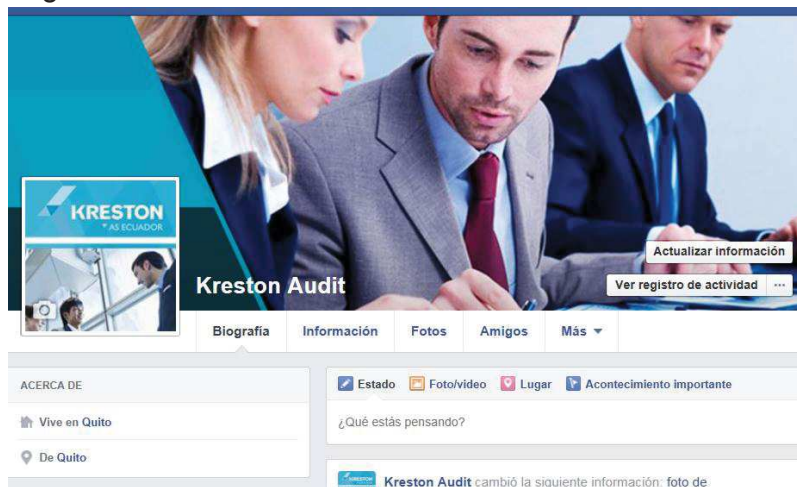 KRESTON
AS ECUADOR
Actualizar información
Kreston Audit
Ver registro de actividad ...
Biografía Información Fotos Amigos Más
ACERCA DE
Vive en Quito
De Quito
Estado Foto/video Lugar Acontecimiento importante
¿Qué estás pensando?
Kreston Audit cambió la siguiente información: foto de